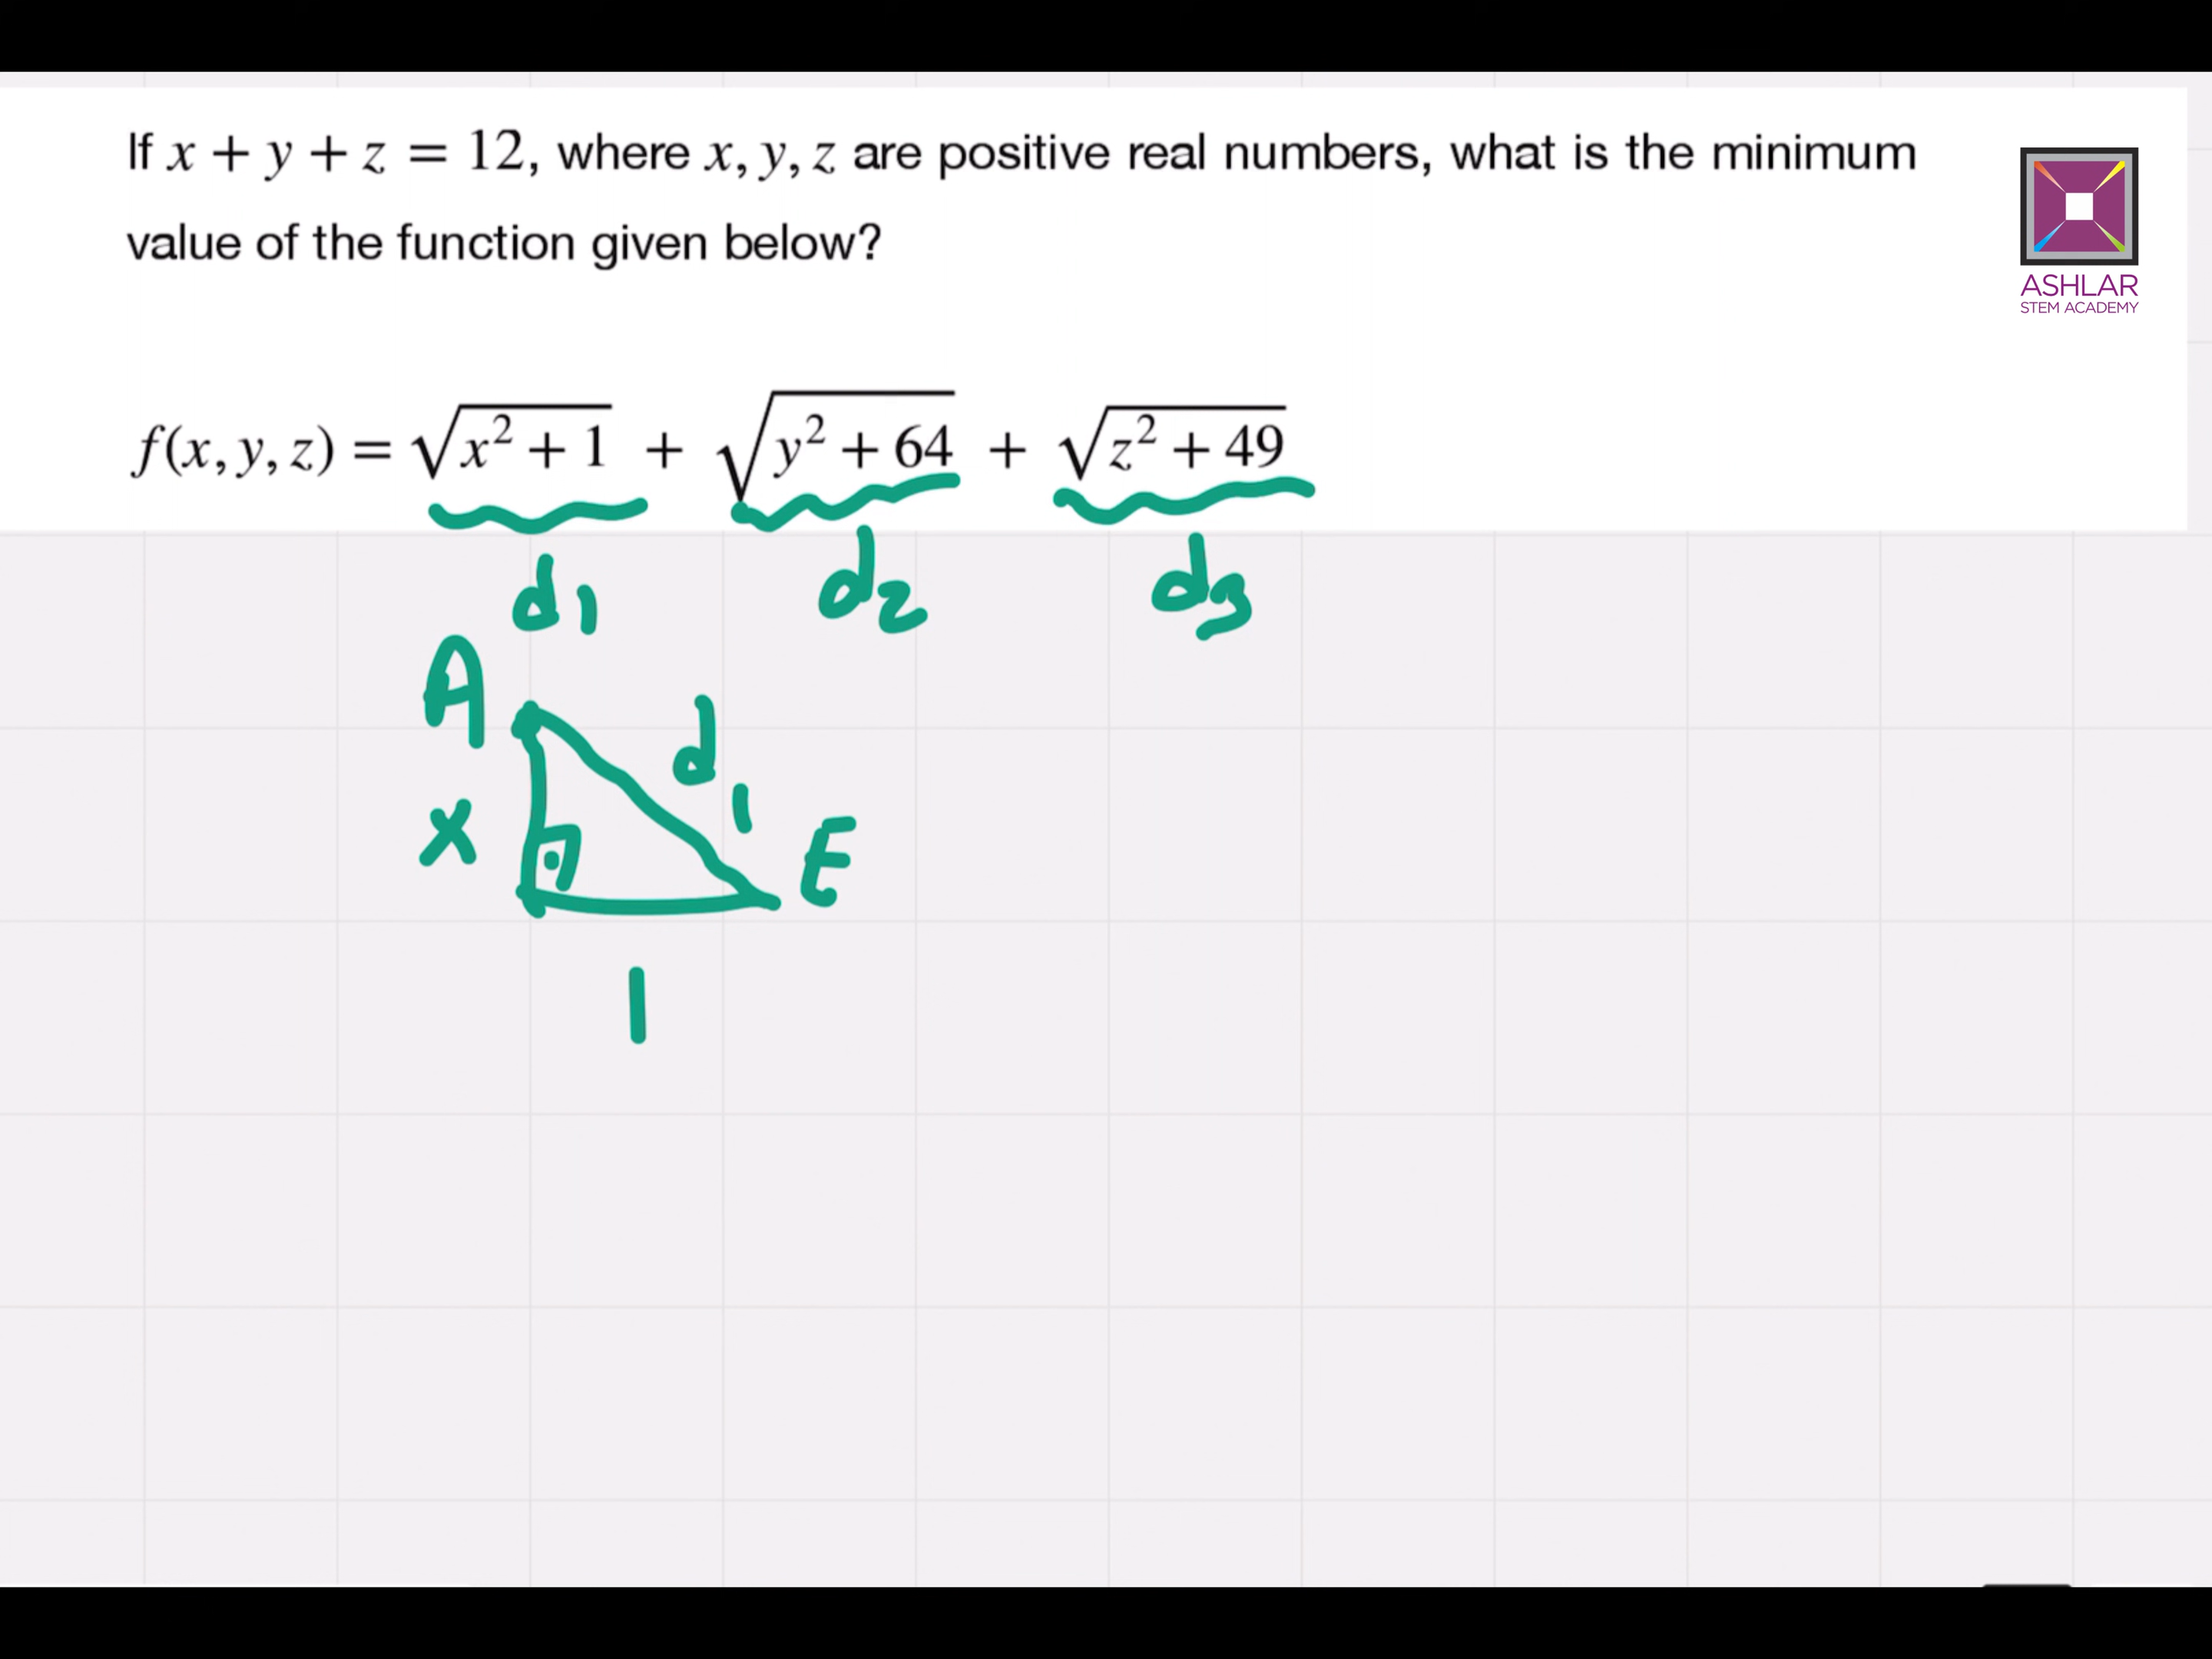 If x + y + z = 12, where x, y, z are positive real numbers, what is the minimum
value of the function given below?
ASHLAR
STEM ACADEMY
f(x, y, z) = √(x² + 1) + √(y² + 64) + √(z² + 49)
d₁ d₂ d₃
A
d₁
x
E
1